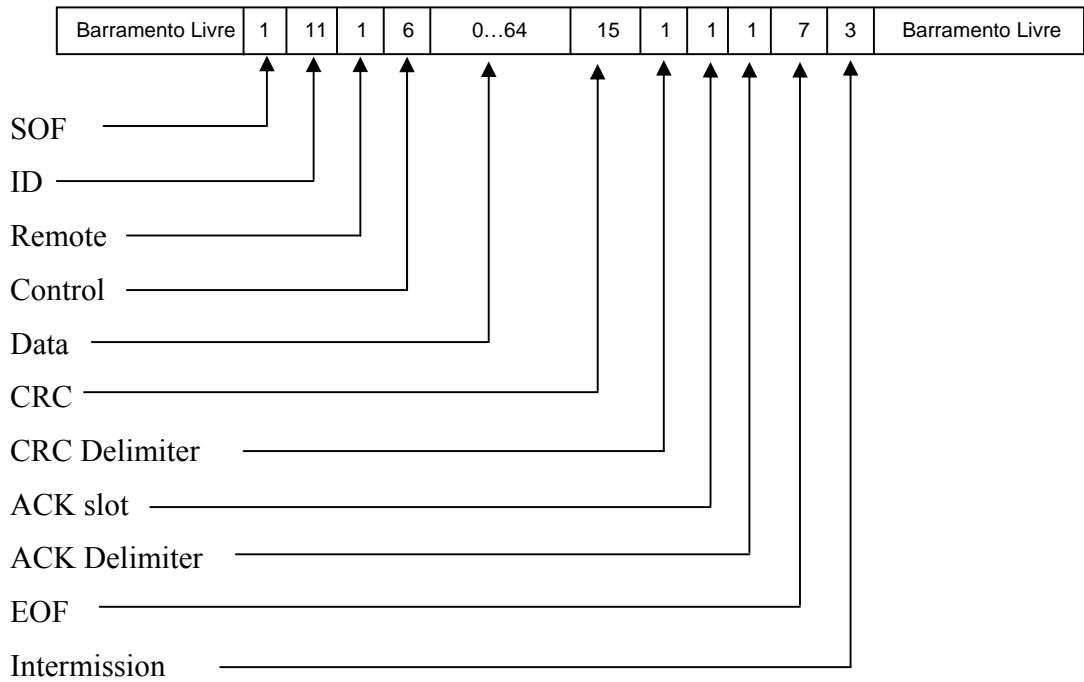 Barramento Livre 1 11 1 6 0...64 15 1 1 1 7 3 Barramento Livre
SOF
ID
Remote
Control
Data
CRC
CRC Delimiter
ACK slot
ACK Delimiter
EOF
Intermission